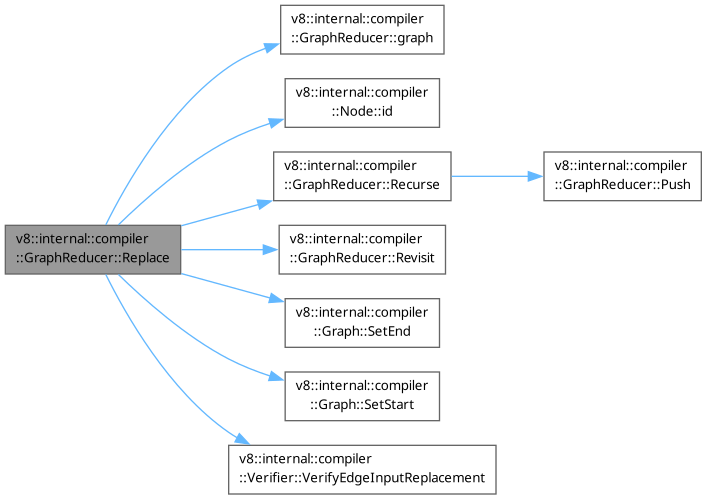 v8::internal::compiler
::GraphReducer::graph
v8::internal::compiler
::Node::id
v8::internal::compiler
::GraphReducer::Recurse
v8::internal::compiler
::GraphReducer::Push
v8::internal::compiler
::GraphReducer::Replace
v8::internal::compiler
::GraphReducer::Revisit
v8::internal::compiler
::Graph::SetEnd
v8::internal::compiler
::Graph::SetStart
v8::internal::compiler
::Verifier::VerifyEdgeInputReplacement